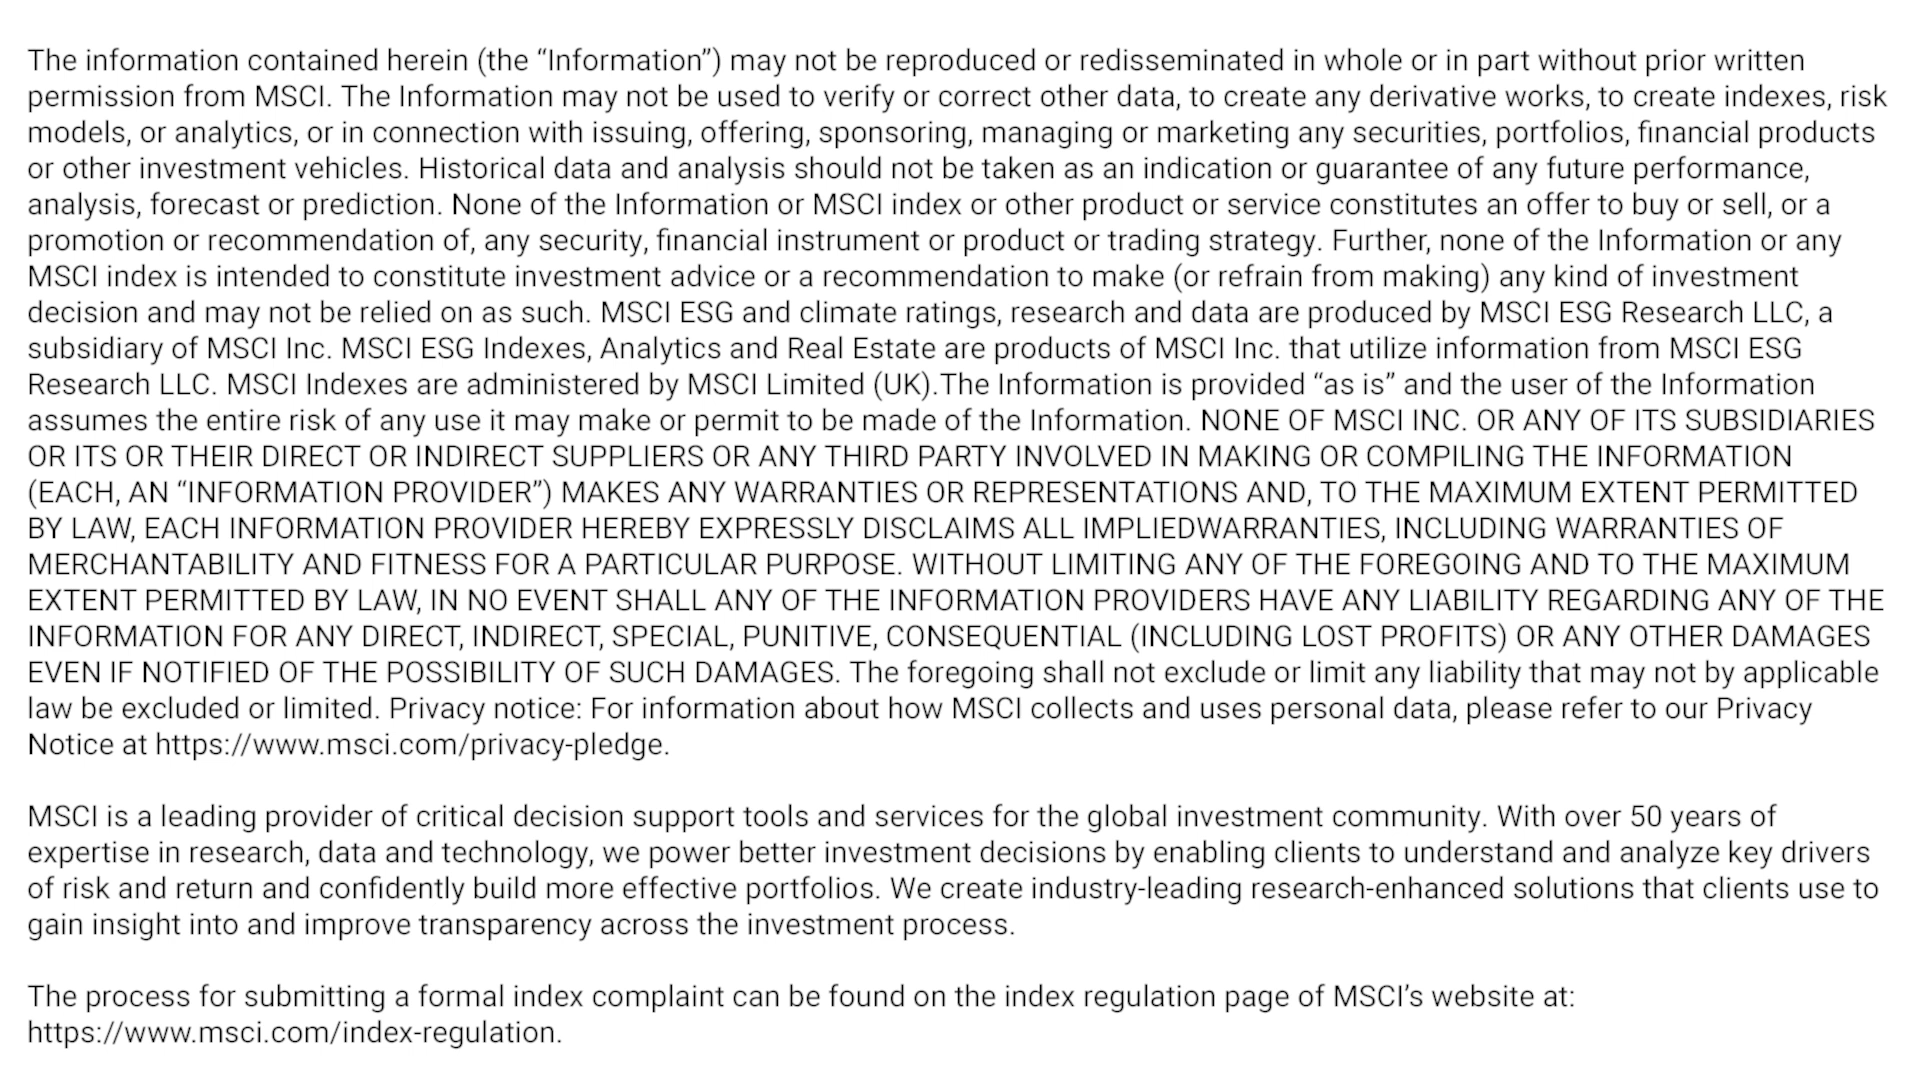 The information contained herein (the “Information”) may not be reproduced or redisseminated in whole or in part without prior written
permission from MSCI. The Information may not be used to verify or correct other data, to create any derivative works, to create indexes, risk
models, or analytics, or in connection with issuing, offering, sponsoring, managing or marketing any securities, portfolios, financial products
or other investment vehicles. Historical data and analysis should not be taken as an indication or guarantee of any future performance,
analysis, forecast or prediction. None of the Information or MSCI index or other product or service constitutes an offer to buy or sell, or a
promotion or recommendation of, any security, financial instrument or product or trading strategy. Further, none of the Information or any
MSCI index is intended to constitute investment advice or a recommendation to make (or refrain from making) any kind of investment
decision and may not be relied on as such. MSCI ESG and climate ratings, research and data are produced by MSCI ESG Research LLC, a
subsidiary of MSCI Inc. MSCI ESG Indexes, Analytics and Real Estate are products of MSCI Inc. that utilize information from MSCI ESG
Research LLC. MSCI Indexes are administered by MSCI Limited (UK).The Information is provided “as is” and the user of the Information
assumes the entire risk of any use it may make or permit to be made of the Information. NONE OF MSCI INC. OR ANY OF ITS SUBSIDIARIES
OR ITS OR THEIR DIRECT OR INDIRECT SUPPLIERS OR ANY THIRD PARTY INVOLVED IN MAKING OR COMPILING THE INFORMATION
(EACH, AN “INFORMATION PROVIDER”) MAKES ANY WARRANTIES OR REPRESENTATIONS AND, TO THE MAXIMUM EXTENT PERMITTED
BY LAW, EACH INFORMATION PROVIDER HEREBY EXPRESSLY DISCLAIMS ALL IMPLIEDWARRANTIES, INCLUDING WARRANTIES OF
MERCHANTABILITY AND FITNESS FOR A PARTICULAR PURPOSE. WITHOUT LIMITING ANY OF THE FOREGOING AND TO THE MAXIMUM
EXTENT PERMITTED BY LAW, IN NO EVENT SHALL ANY OF THE INFORMATION PROVIDERS HAVE ANY LIABILITY REGARDING ANY OF THE
INFORMATION FOR ANY DIRECT, INDIRECT, SPECIAL, PUNITIVE, CONSEQUENTIAL (INCLUDING LOST PROFITS) OR ANY OTHER DAMAGES
EVEN IF NOTIFIED OF THE POSSIBILITY OF SUCH DAMAGES. The foregoing shall not exclude or limit any liability that may not by applicable
law be excluded or limited. Privacy notice: For information about how MSCI collects and uses personal data, please refer to our Privacy
Notice at https://www.msci.com/privacy-pledge.
MSCI is a leading provider of critical decision support tools and services for the global investment community. With over 50 years of
expertise in research, data and technology, we power better investment decisions by enabling clients to understand and analyze key drivers
of risk and return and confidently build more effective portfolios. We create industry-leading research-enhanced solutions that clients use to
gain insight into and improve transparency across the investment process.
The process for submitting a formal index complaint can be found on the index regulation page of MSCI’s website at:
https://www.msci.com/index-regulation.